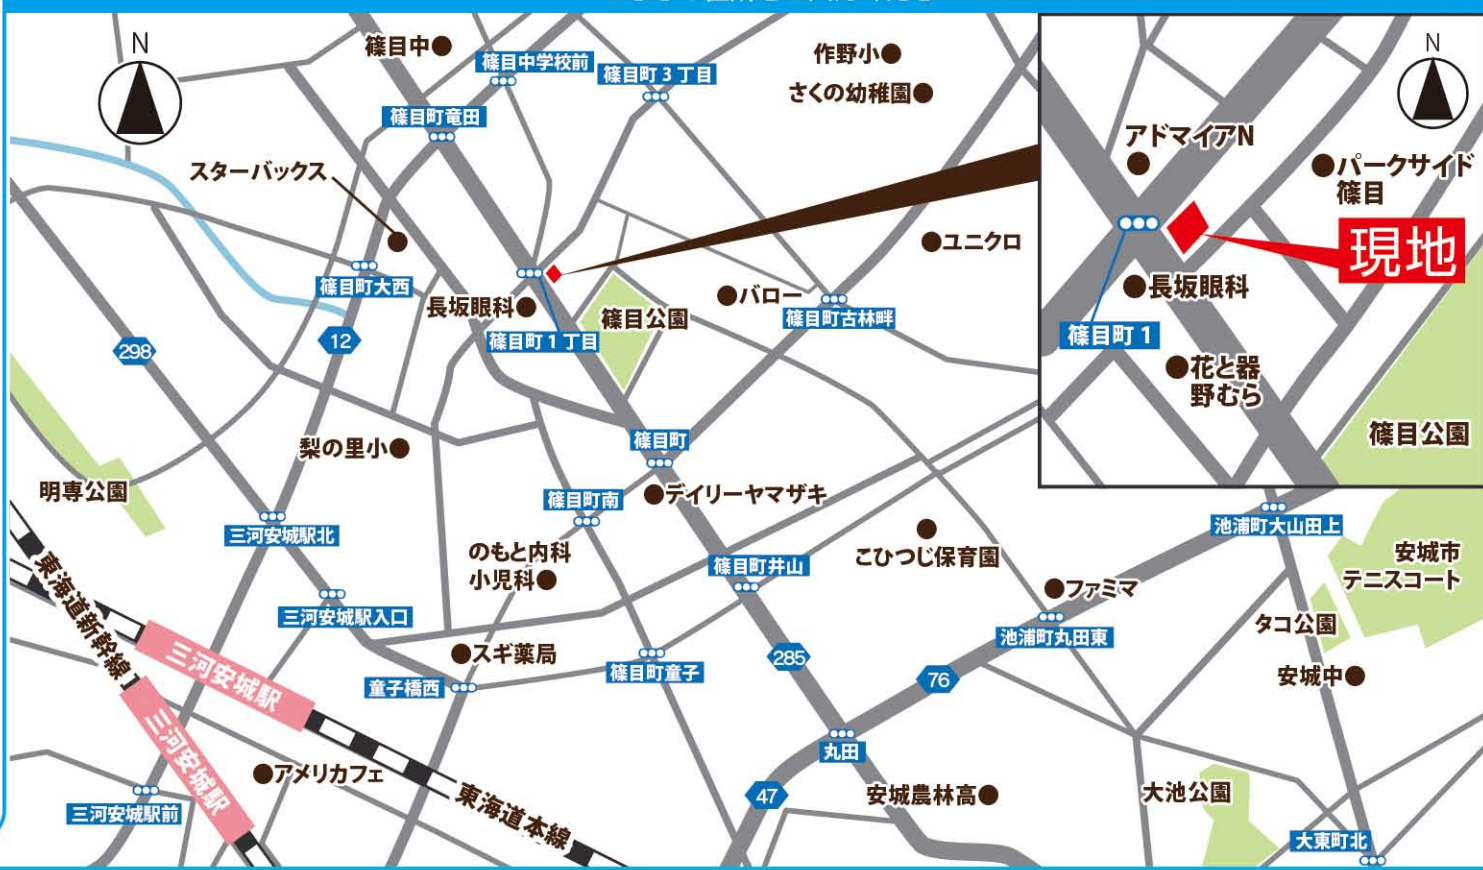 N
篠目中
篠目中学校前
篠目町3丁目
作野小
さくの幼稚園
篠目町竜田
スターバックス
篠目町大西
長坂眼科
篠目町1丁目
篠目公園
バロー
ユニクロ
篠目町古林畔
298
12
梨の里小
明専公園
篠目町
篠目町南
デイリーヤマザキ
三河安城駅北
のもと内科
小児科
篠目町井山
こひつじ保育園
ファミマ
三河安城駅入口
池浦町丸田東
池浦町大山田上
安城市
テニスコート
タコ公園
安城中
東海道新幹線
三河安城駅
三河安城駅
スギ薬局
童子橋西
篠目町童子
285
76
丸田
47
アメリカフェ
東海道本線
三河安城駅前
安城農林高
大池公園
大東町北
N
アドマイアN
パークサイド
篠目
現地
長坂眼科
篠目町1
花と器
野むら
篠目公園